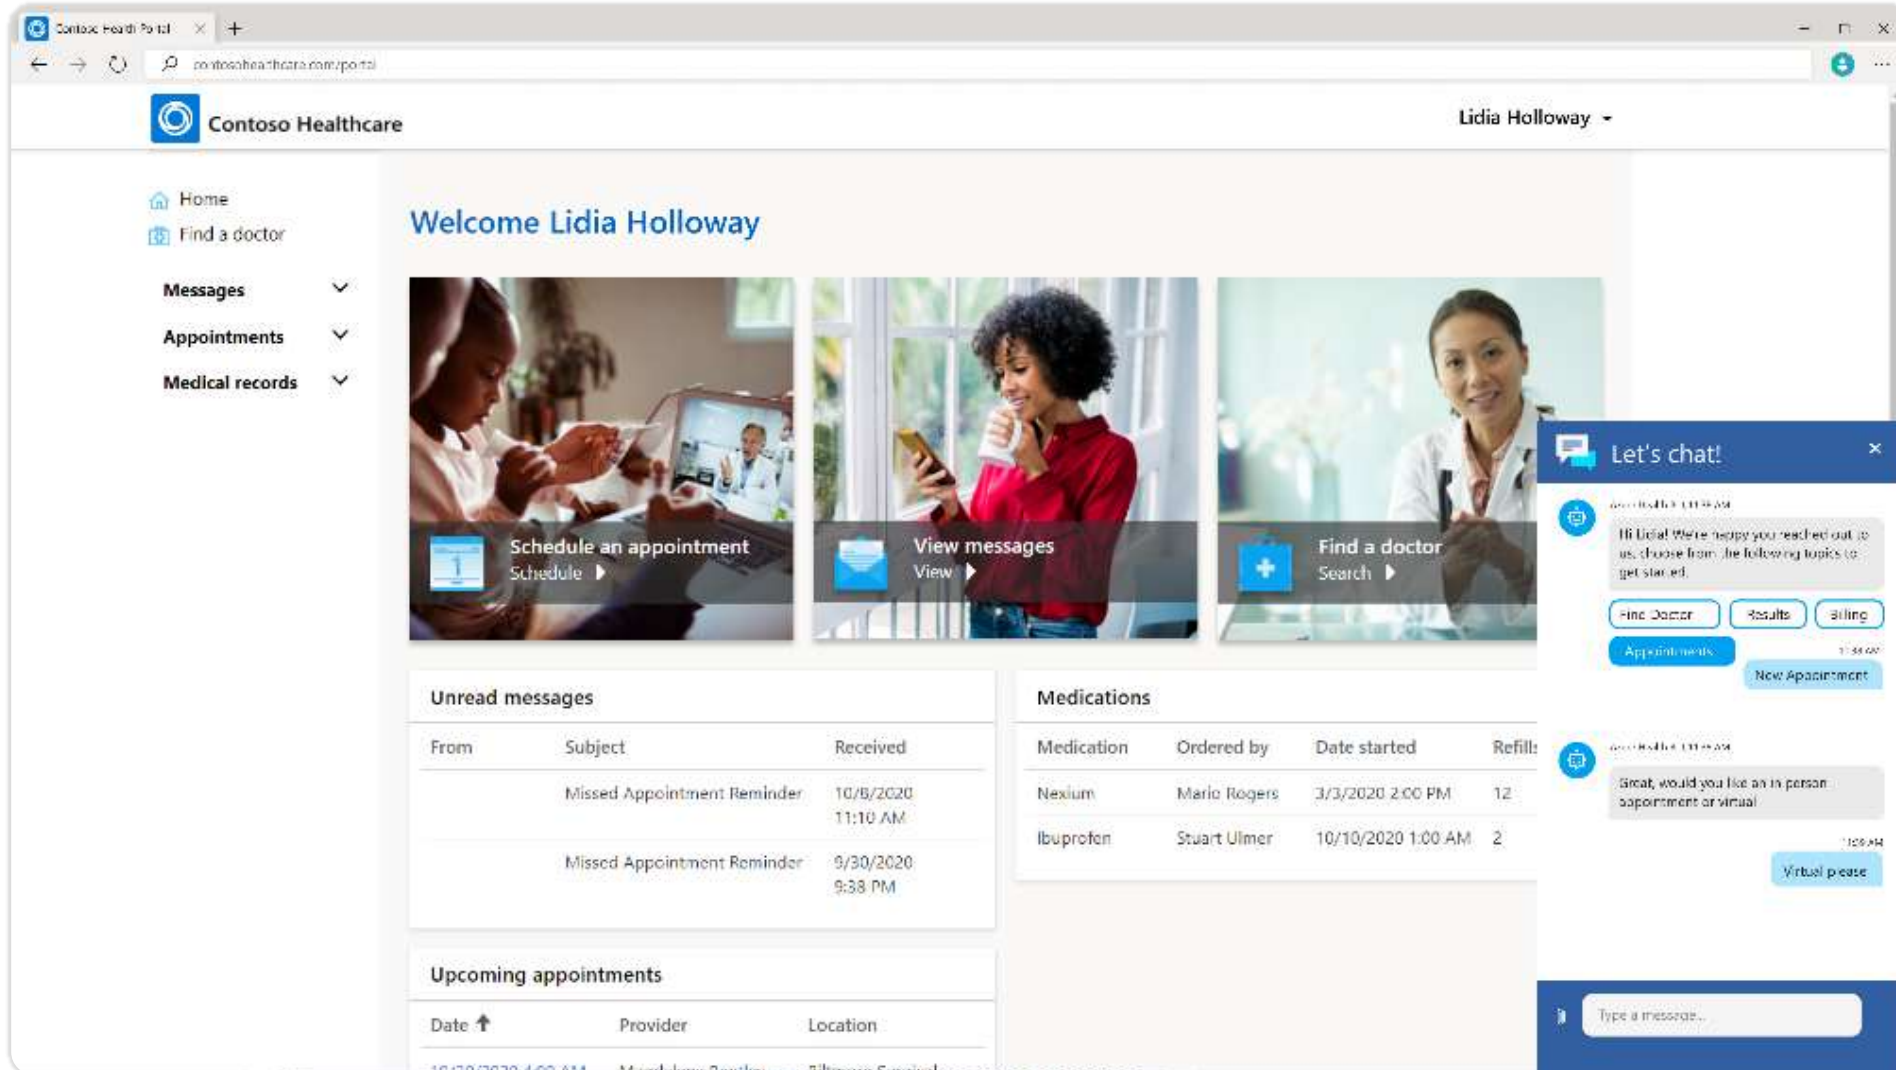 Contoso Health Portal
contosohealthcare.com/portal
Contoso Healthcare
Lidia Holloway
Home
Find a doctor
Messages
Appointments
Medical records
Welcome Lidia Holloway
Schedule an appointment
Schedule
View messages
View
Find a doctor
Search
Unread messages
From Subject Received
Missed Appointment Reminder 10/8/2020
11:10 AM
Missed Appointment Reminder 9/30/2020
9:38 PM
Medications
Medication Ordered by Date started Refills
Nexium Mario Rogers 3/3/2020 2:00 PM 12
Ibuprofen Stuart Ulmer 10/10/2020 1:00 AM 2
Upcoming appointments
Date Provider Location
Let's chat!
Hi Lidia! We're happy you reached out to
us, choose from the following topics to
get started.
Find Doctor Results Billing
Appointments
New Appointment
Great, would you like an in person
appointment or virtual
Virtual please
Type a message...